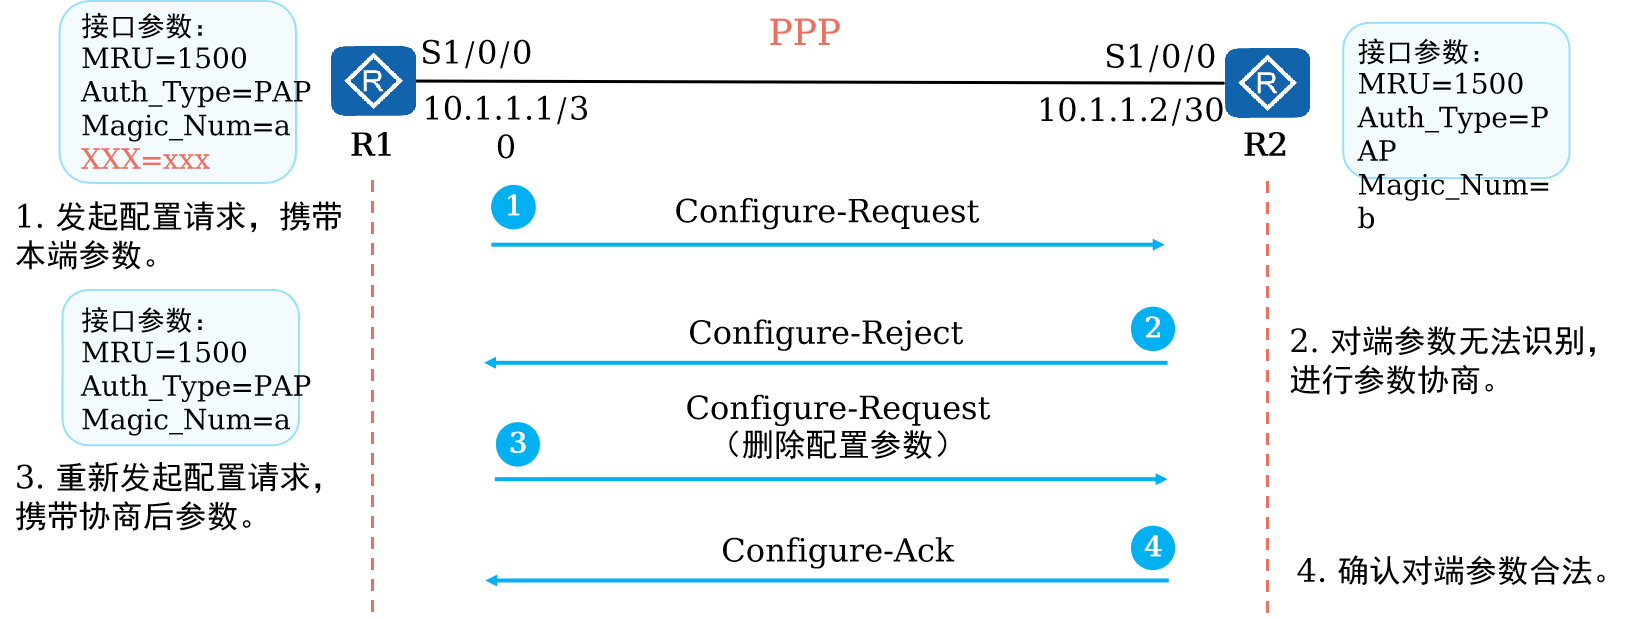 接口参数：
MRU=1500
Auth_Type=PAP
Magic_Num=a
XXX=xxx
PPP
S1/0/0
10.1.1.1/3
0
R
R1
S1/0/0
10.1.1.2/30
R
R2
接口参数：
MRU=1500
Auth_Type=P
AP
Magic_Num=
b
1. 发起配置请求，携带
本端参数。
1
Configure-Request
Configure-Reject
2
2. 对端参数无法识别，
进行参数协商。
接口参数：
MRU=1500
Auth_Type=PAP
Magic_Num=a
3. 重新发起配置请求，
携带协商后参数。
3
Configure-Request
（删除配置参数）
Configure-Ack
4
4. 确认对端参数合法。